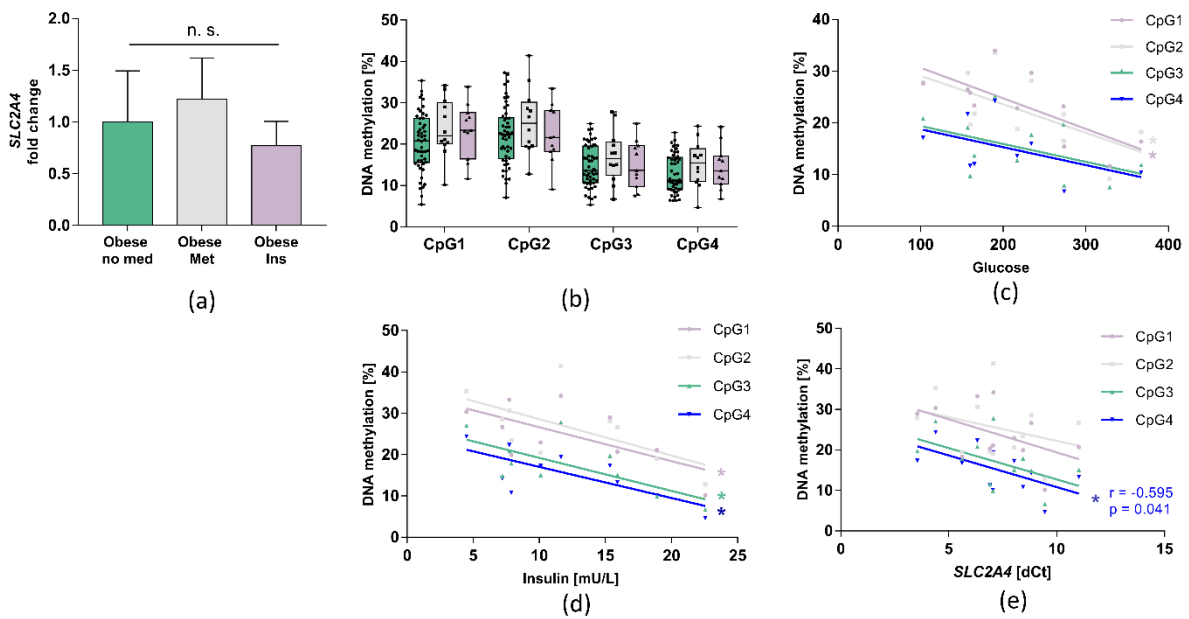 SLC2A4
fold change
2.0
1.5
1.0
0.5
0.0
n. s.
Obese
no med
Obese
Met
Obese
Ins
(a)
DNA methylation [%]
50
40
30
20
10
0
CpG1 CpG2 CpG3 CpG4
(b)
DNA methylation [%]
40
30
20
10
0
CpG1
CpG2
CpG3
CpG4
*
*
0 100 200 300 400
Glucose
(c)
DNA methylation [%]
50
40
30
20
10
0
CpG1
CpG2
CpG3
CpG4
*
*
*
0 5 10 15 20 25
Insulin [mU/L]
(d)
DNA methylation [%]
50
40
30
20
10
0
CpG1
CpG2
CpG3
CpG4
* r = -0.595
p = 0.041
0 5 10 15
SLC2A4 [dCt]
(e)